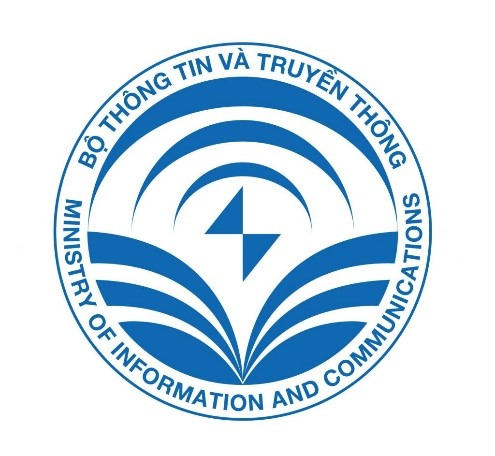 BỘ THÔNG TIN VÀ TRUYỀN THÔNG
MINISTRY OF INFORMATION AND COMMUNICATIONS